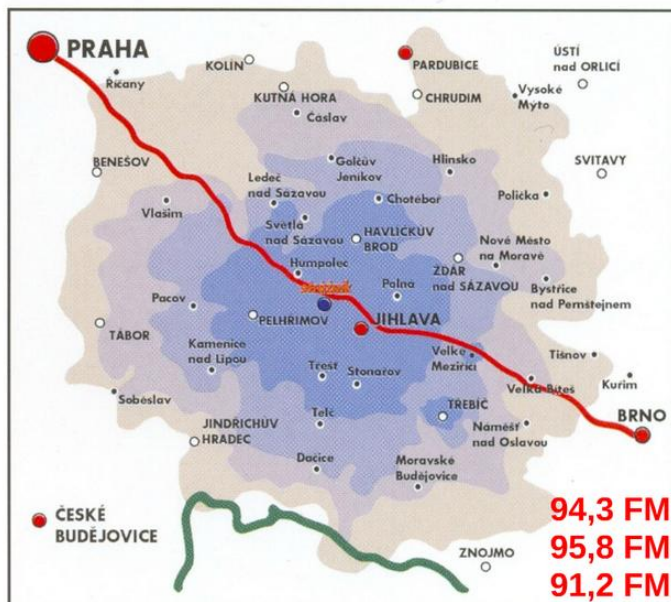 PRAHA
Říčany
KOLÍN
PARDUBICE
ÚSTÍ
nad ORLICÍ
KUTNÁ HORA
CHRUDIM
Vysoké
Mýto
Čáslav
BENEŠOV
Golčův
Jeníkov
Hlinsko
SVITAVY
Ledeč
nad Sázavou
Chotěboř
Polička
Vlašim
Světlá
nad Sázavou
HAVLÍČKŮV
BROD
Nové Město
na Moravě
Humpolec
ŽĎÁR
nad SÁZAVOU
Bystřice
nad Pernštejnem
Polná
Pacov
PELHŘIMOV
JIHLAVA
TÁBOR
Kamenice
nad Lipou
Velké
Meziříčí
Tišnov
Třešť
Stonařov
Velká Bíteš
Kuřim
Soběslav
TŘEBÍČ
BRNO
Telč
JINDŘICHŮV
HRADEC
Náměšť
nad Oslavou
Dačice
Moravské
Budějovice
ČESKÉ
BUDĚJOVICE
ZNOJMO
94,3 FM
95,8 FM
91,2 FM